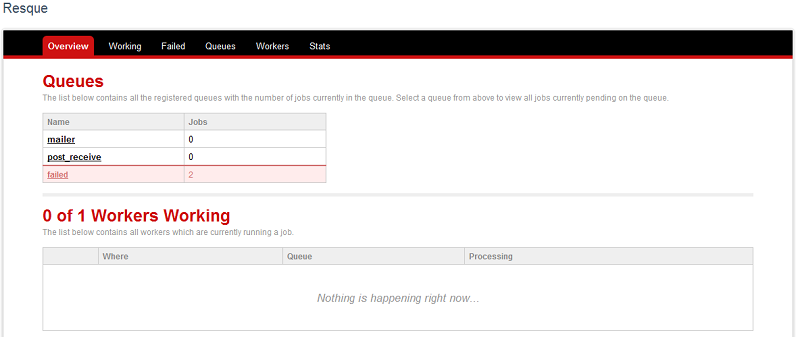 Resque
Overview Working Failed Queues Workers Stats
Queues
The list below contains all the registered queues with the number of jobs currently in the queue. Select a queue from above to view all jobs currently pending on the queue.
Name Jobs
mailer 0
post_receive 0
failed 2
0 of 1 Workers Working
The list below contains all workers which are currently running a job.
Where Queue Processing
Nothing is happening right now...